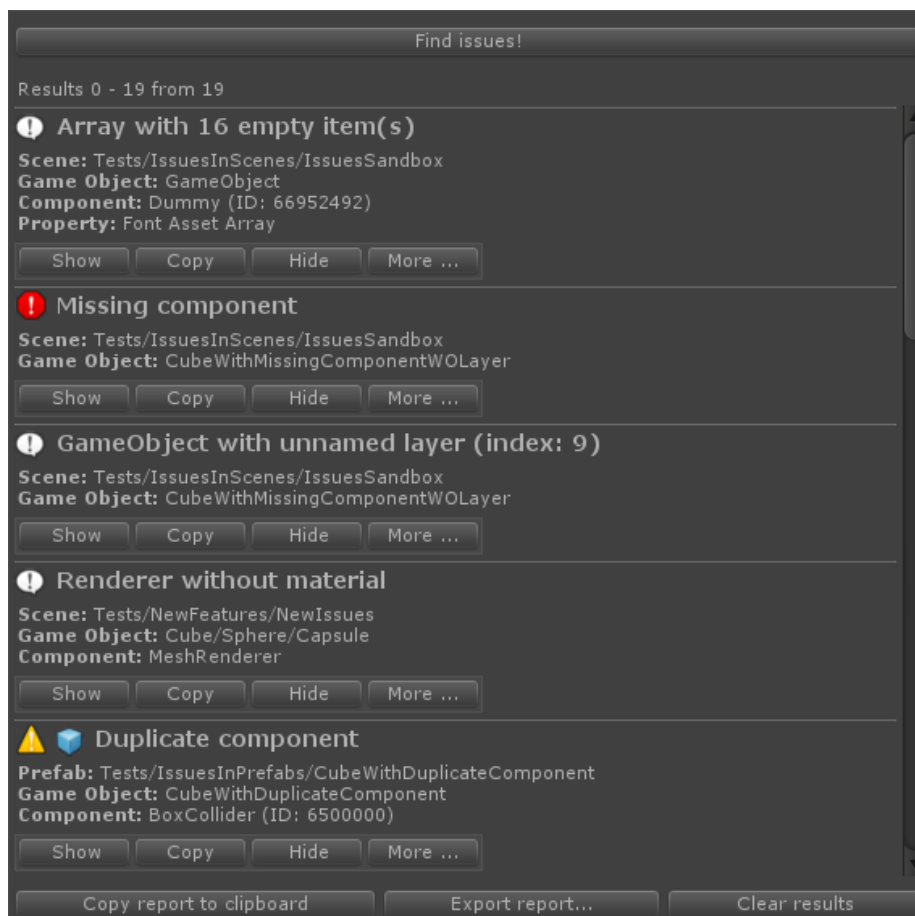 Find issues!
Results 0 - 19 from 19
Array with 16 empty item(s)
Scene: Tests/IssuesInScenes/IssuesSandbox
Game Object: GameObject
Component: Dummy (ID: 66952492)
Property: Font Asset Array
Show Copy Hide More ...
Missing component
Scene: Tests/IssuesInScenes/IssuesSandbox
Game Object: CubeWithMissingComponentWOLayer
Show Copy Hide More ...
GameObject with unnamed layer (index: 9)
Scene: Tests/IssuesInScenes/IssuesSandbox
Game Object: CubeWithMissingComponentWOLayer
Show Copy Hide More ...
Renderer without material
Scene: Tests/NewFeatures/NewIssues
Game Object: Cube/Sphere/Capsule
Component: MeshRenderer
Show Copy Hide More ...
Duplicate component
Prefab: Tests/IssuesInPrefabs/CubeWithDuplicateComponent
Game Object: CubeWithDuplicateComponent
Component: BoxCollider (ID: 6500000)
Show Copy Hide More ...
Copy report to clipboard Export report... Clear results